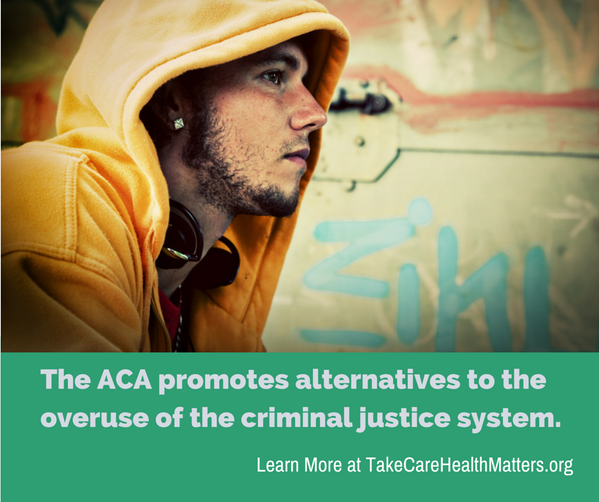 The ACA promotes alternatives to the
overuse of the criminal justice system.
Learn More at TakeCareHealthMatters.org